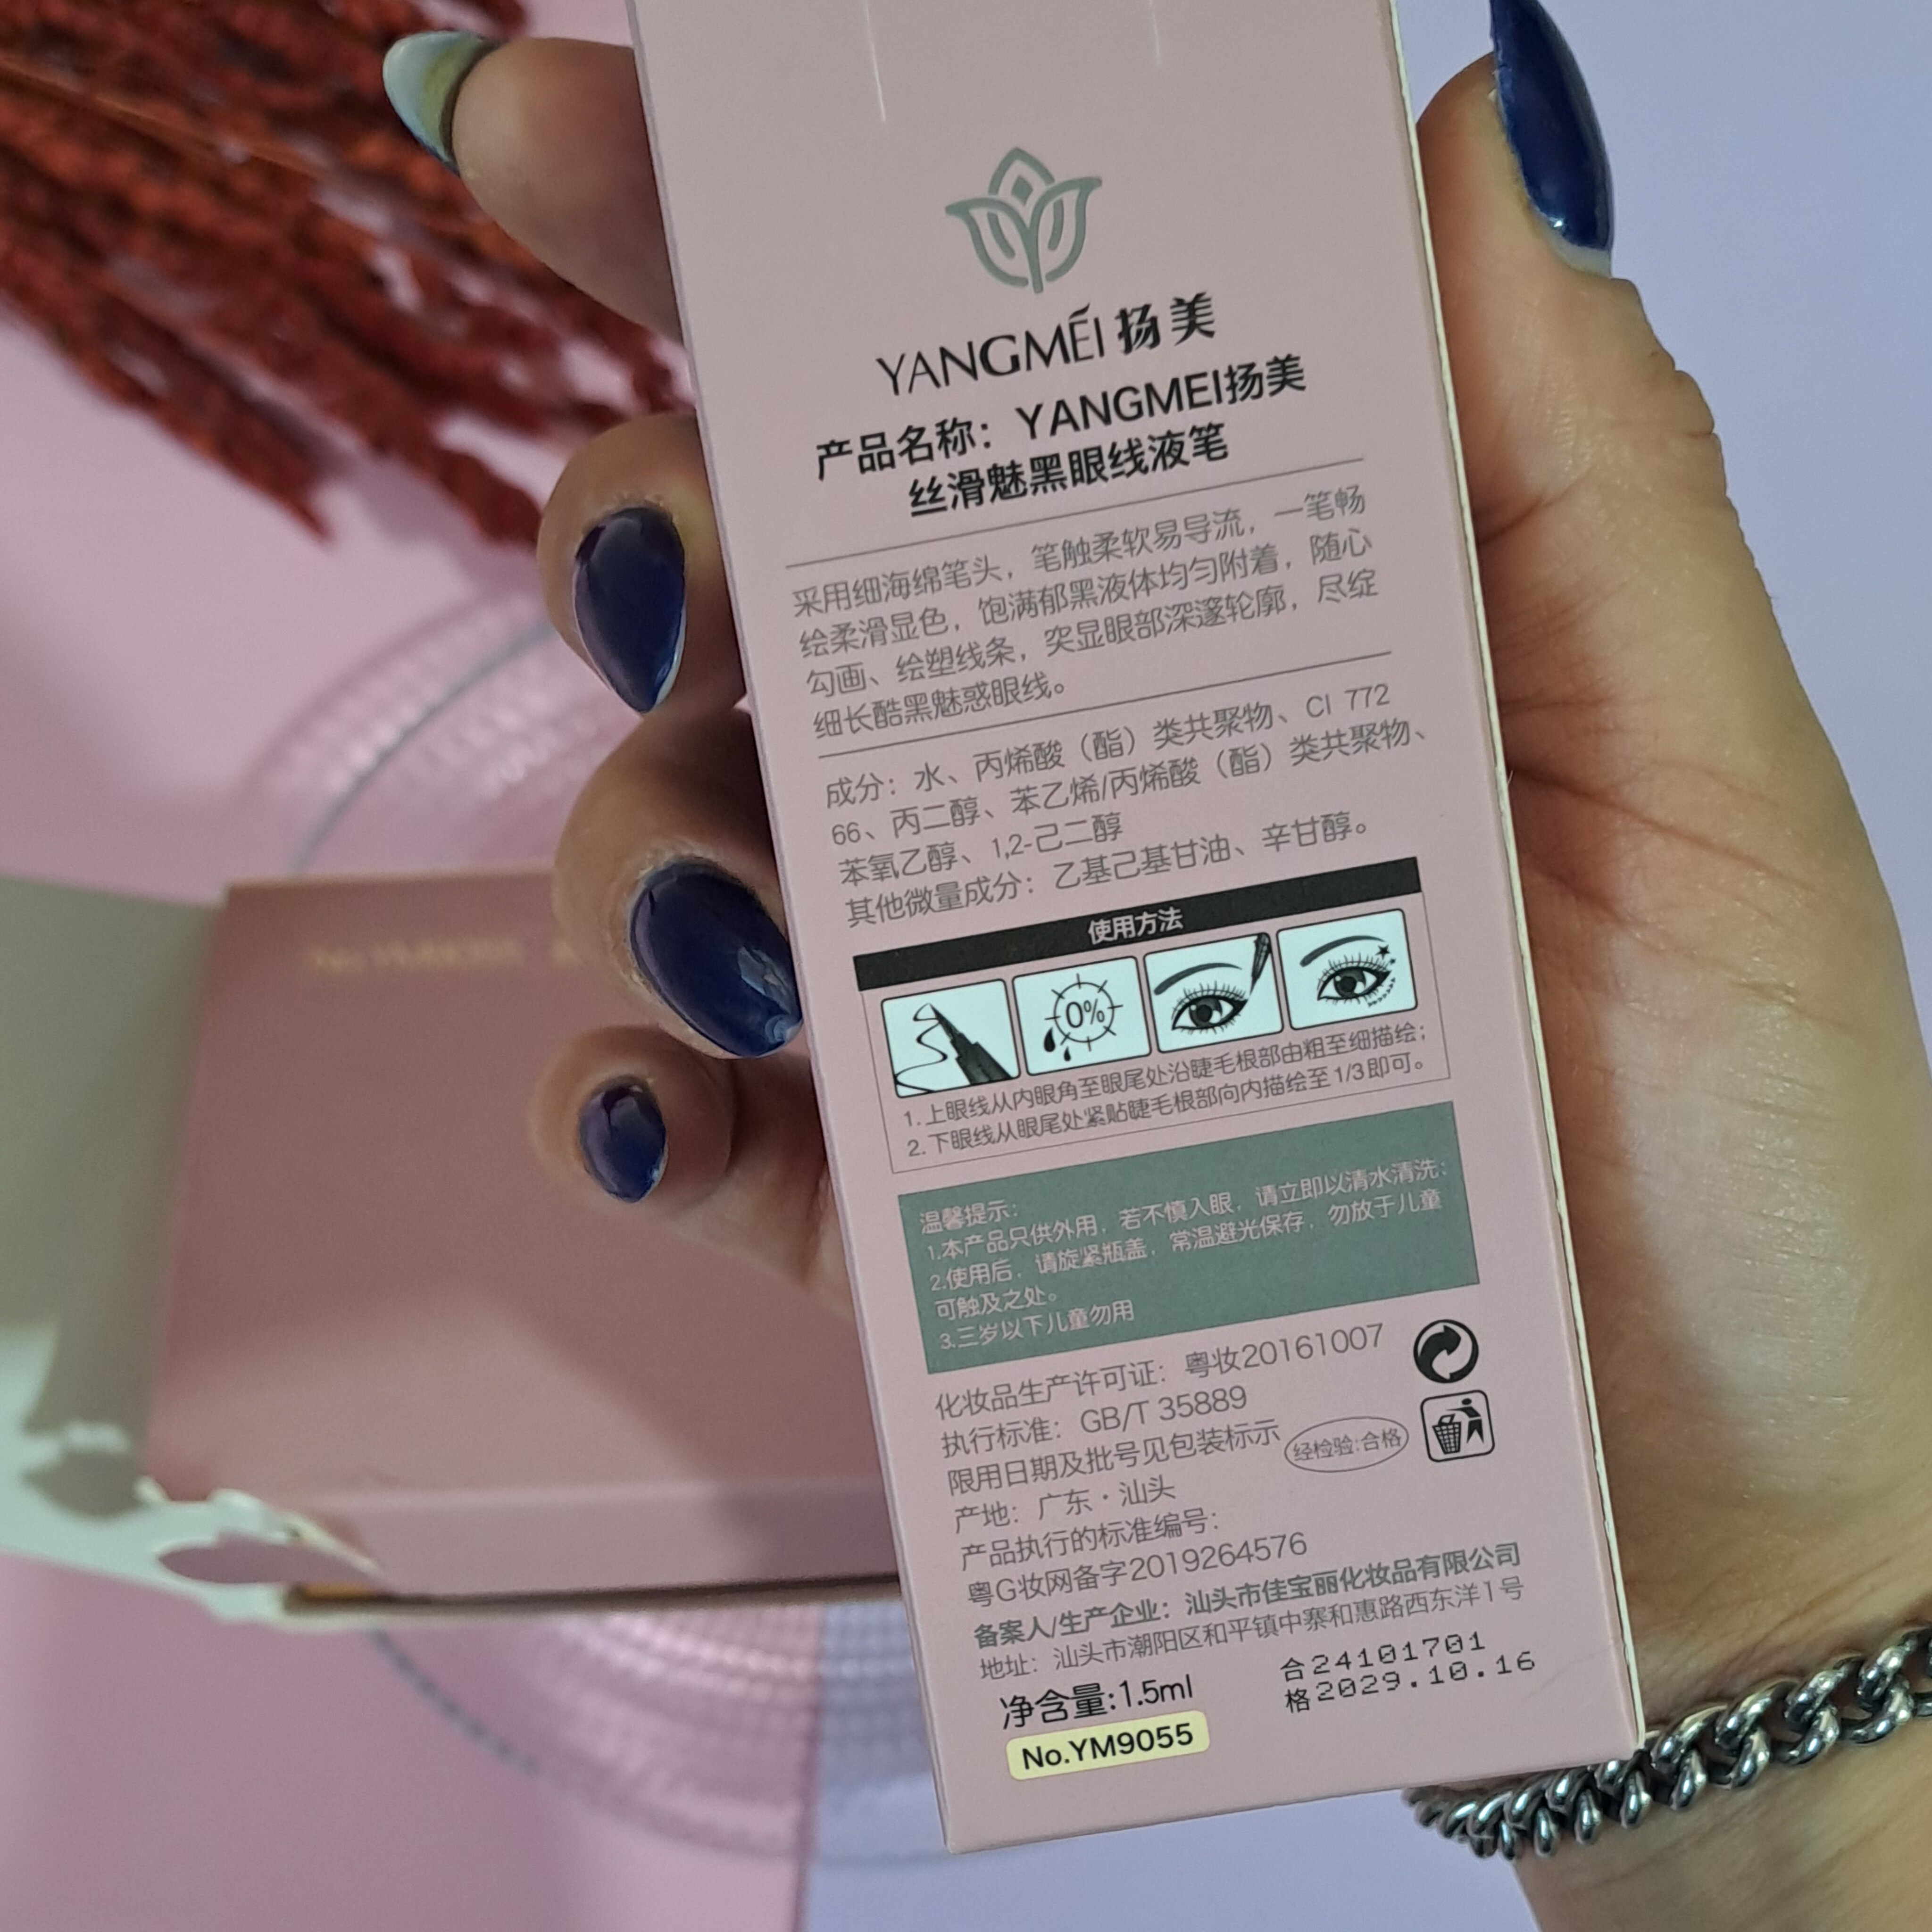 YANGMÉI 扬美
产品名称：YANGMEI扬美
丝滑魅黑眼线液笔
采用细海绵笔头，笔触柔软易导流，一笔畅
绘柔滑显色，饱满郁黑液体均匀附着，随心
勾画、绘塑线条，突显眼部深邃轮廓，尽绽
细长酷黑魅惑眼线。
成分：水、丙烯酸（酯）类共聚物、CI 772
66、丙二醇、苯乙烯/丙烯酸（酯）类共聚物、
苯氧乙醇、1,2-己二醇
其他微量成分：乙基己基甘油、辛甘醇。
使用方法
0%
1.上眼线从内眼角至眼尾处沿睫毛根部由粗至细描绘；
2.下眼线从眼尾处紧贴睫毛根部向内描绘至1/3即可。
温馨提示：
1.本产品只供外用，若不慎入眼，请立即以清水清洗；
2.使用后，请旋紧瓶盖，常温避光保存，勿放于儿童
可触及之处。
3.三岁以下儿童勿用
化妆品生产许可证：粤妆20161007
执行标准：GB/T 35889
限用日期及批号见包装标示
经检验:合格
产地：广东·汕头
产品执行的标准编号：
粤G妆网备字2019264576
备案人/生产企业：汕头市佳宝丽化妆品有限公司
地址：汕头市潮阳区和平镇中寨和惠路西东洋1号
净含量:1.5ml
合24101701
格2029.10.16
No.YM9055